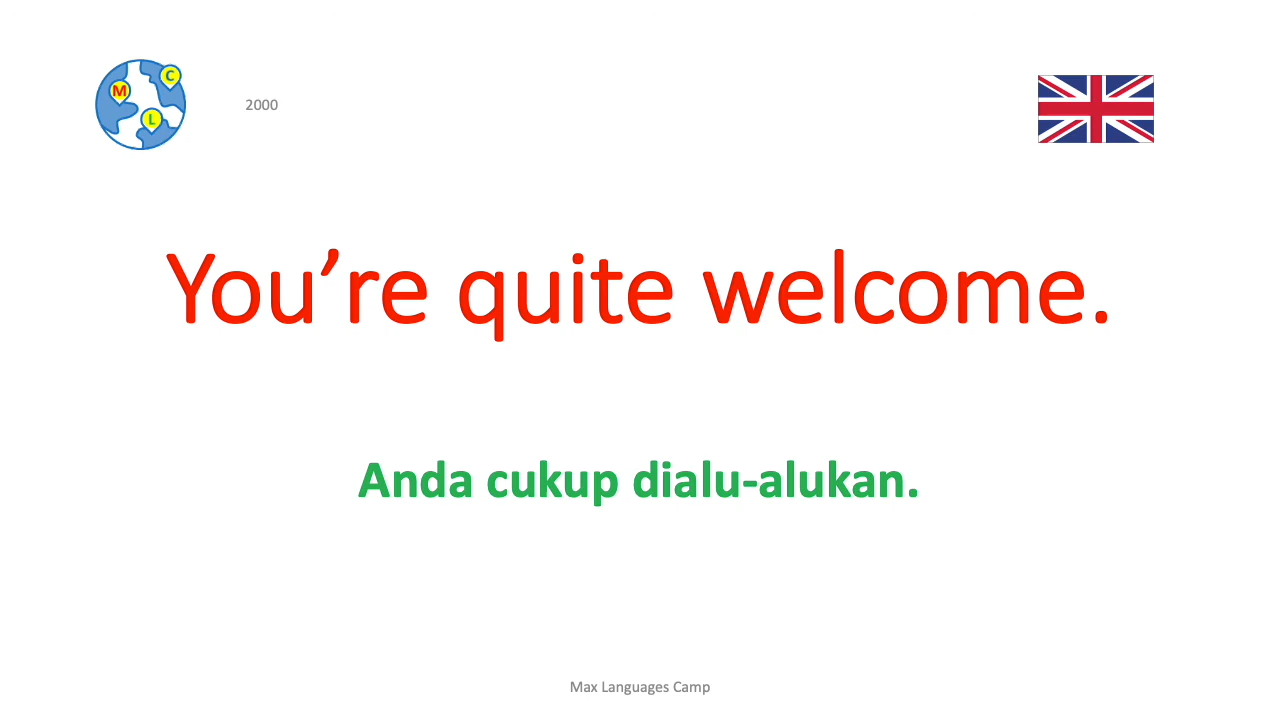 M
C
L
2000
You’re quite welcome.
Anda cukup dialu-alukan.
Max Languages Camp